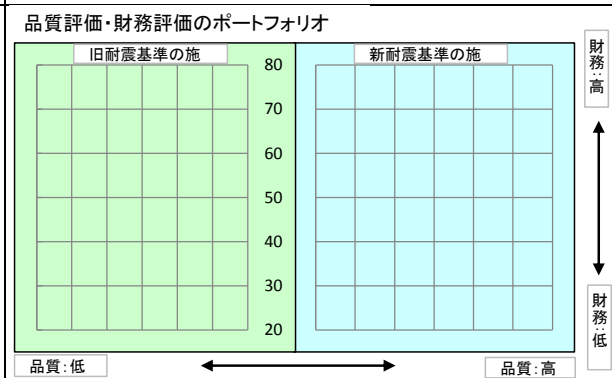 品質評価・財務評価のポートフォリオ
旧耐震基準の施
新耐震基準の施
80
70
60
50
40
30
20
財務:高
財務:低
品質:低
品質:高